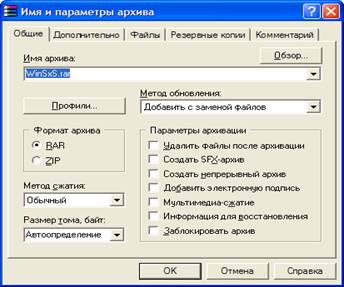 Имя и параметры архива
Общие Дополнительно Файлы Резервные копии Комментарий
Имя архива:
Обзор...
WinSxS.rar
Профили...
Метод обновления:
Добавить с заменой файлов
Формат архива
RAR
ZIP
Метод сжатия:
Обычный
Размер тома, байт:
Автоопределение
Параметры архивации
Удалить файлы после архивации
Создать SFX-архив
Создать непрерывный архив
Добавить электронную подпись
Мультимедиа-сжатие
Информация для восстановления
Заблокировать архив
OK Отмена Справка